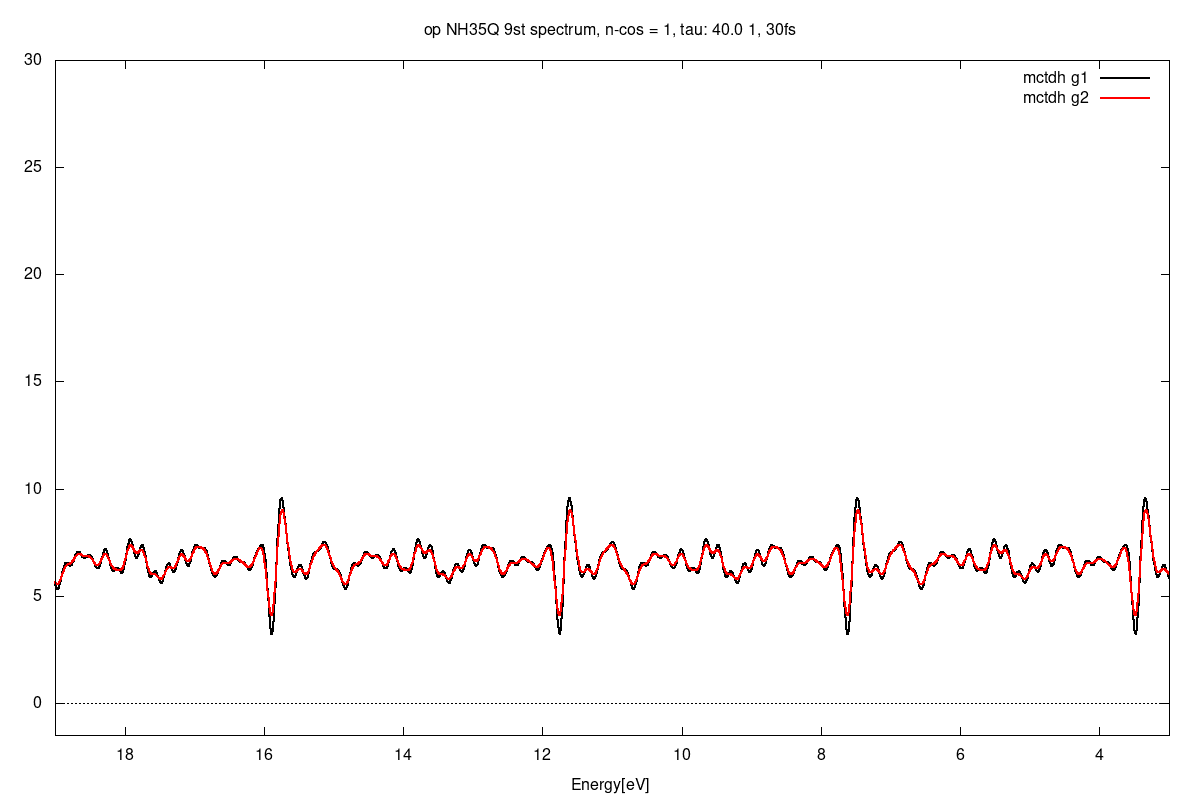 op NH35Q 9st spectrum, n-cos = 1, tau: 40.0 1, 30fs
mctdh g1
mctdh g2
30
25
20
15
10
5
0
18 16 14 12 10 8 6 4
Energy[eV]